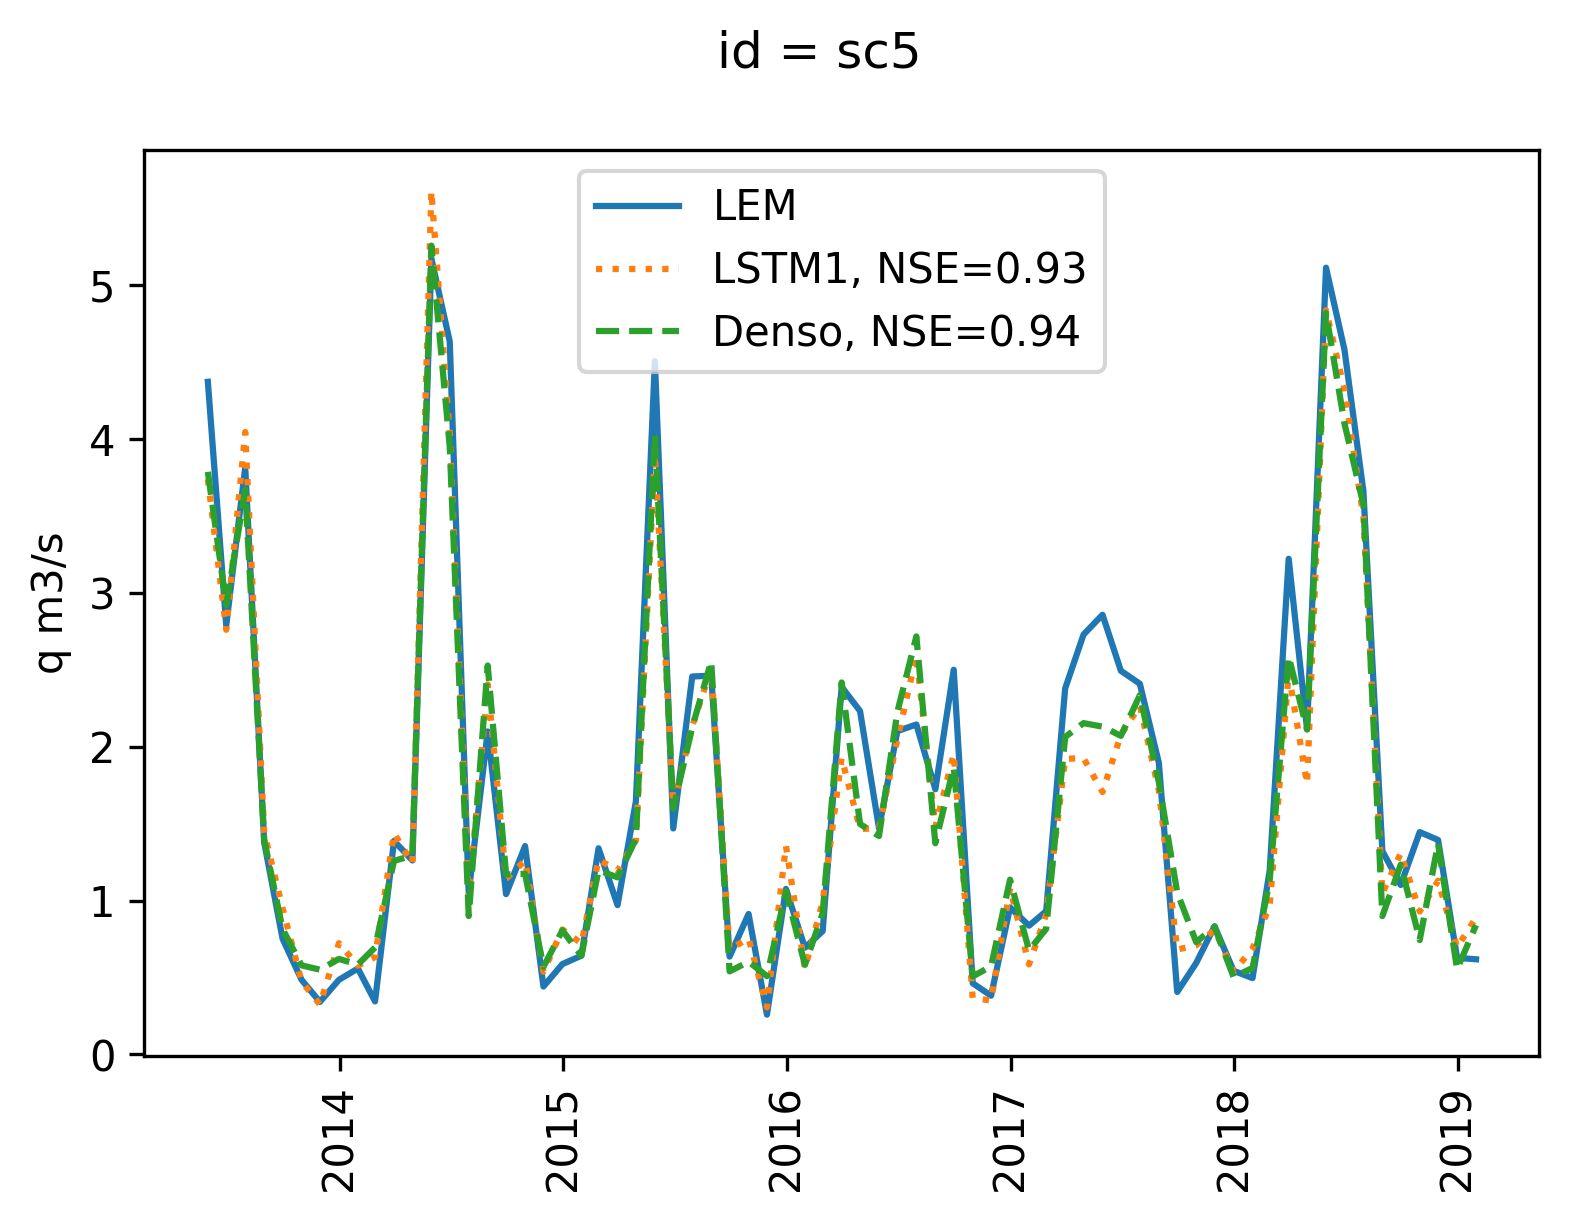 id = sc5
LEM
LSTM1, NSE=0.93
Denso, NSE=0.94
q m3/s
5
4
3
2
1
0
2014
2015
2016
2017
2018
2019